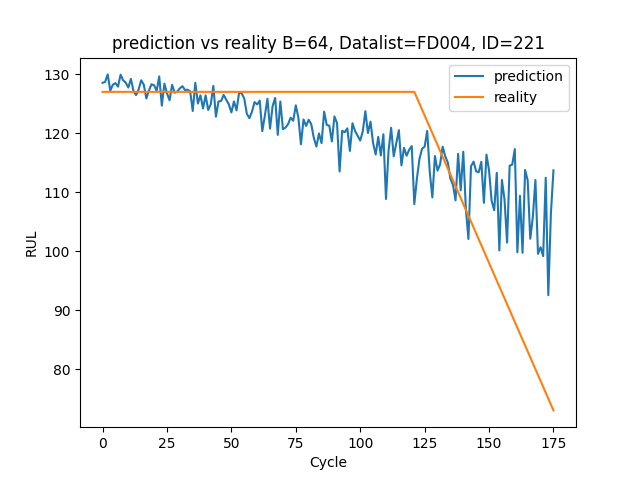 prediction vs reality B=64, Datalist=FD004, ID=221
prediction
reality
130
120
110
100
90
80
RUL
0 25 50 75 100 125 150 175
Cycle